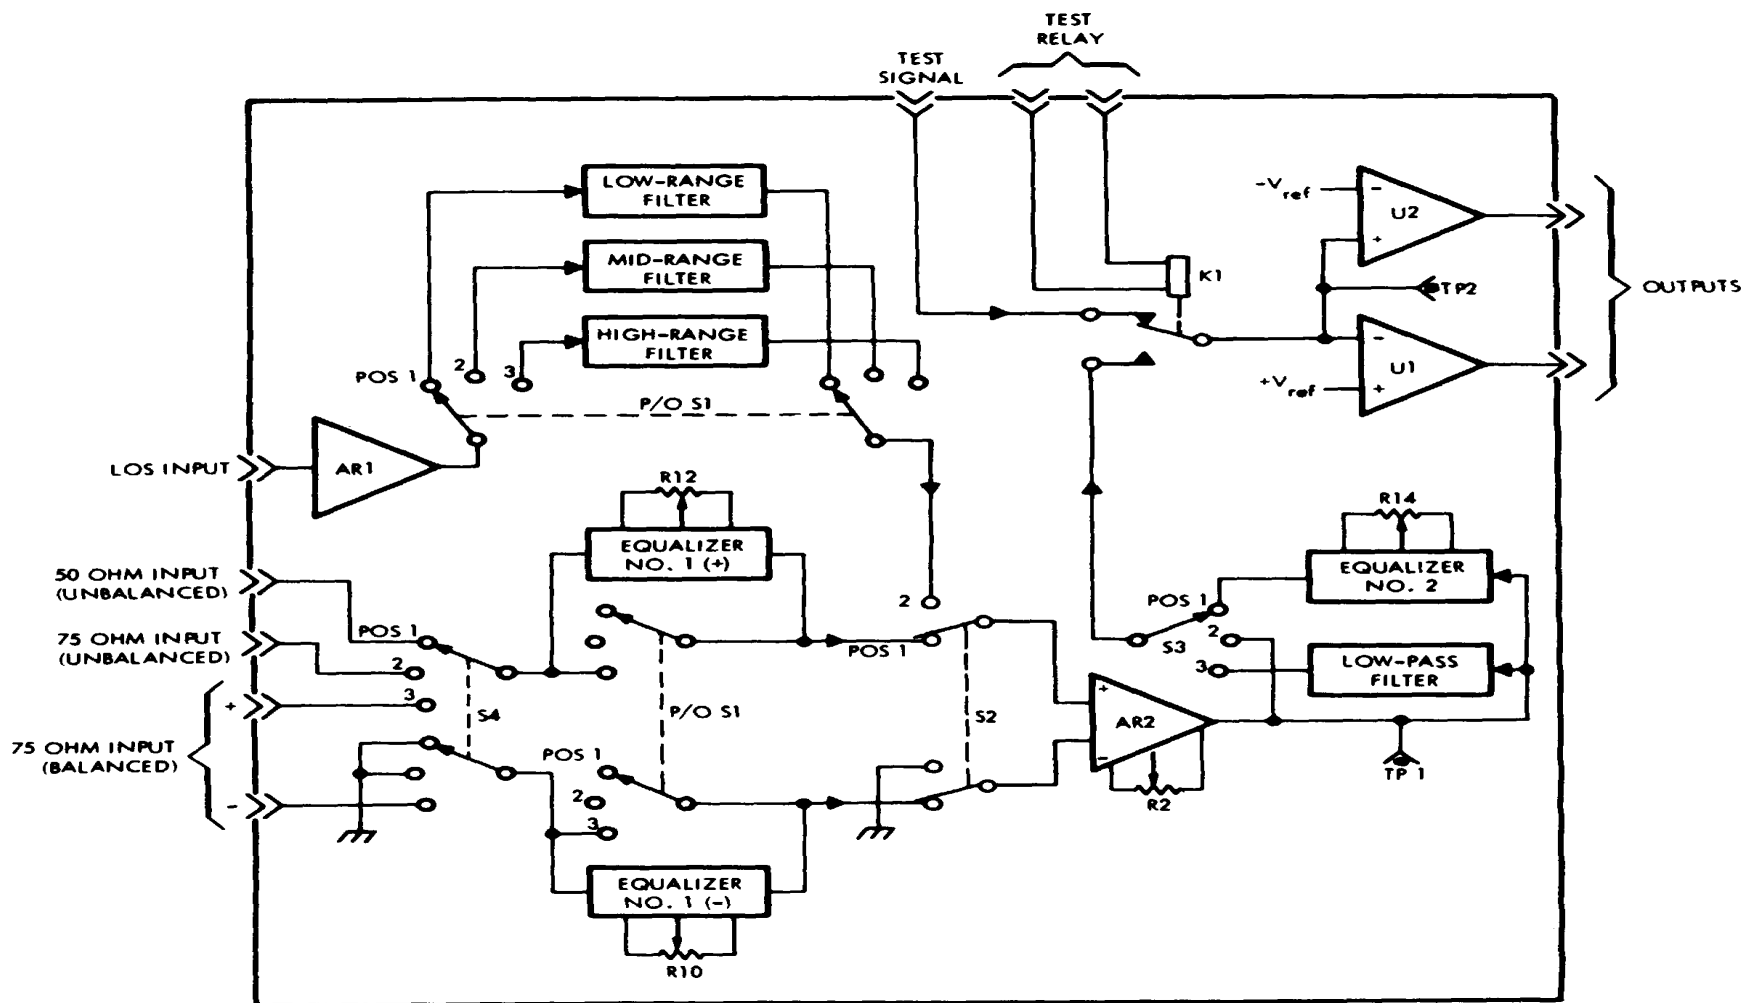 TEST
RELAY
TEST
SIGNAL
LOW-RANGE
FILTER
MID-RANGE
FILTER
HIGH-RANGE
FILTER
POS 1
2
3
P/O S1
LOS INPUT
AR1
K1
-Vref
-
U2
+
TP2
OUTPUTS
-
U1
+Vref
+
R12
EQUALIZER
NO. 1 (+)
50 OHM INPUT
(UNBALANCED)
75 OHM INPUT
(UNBALANCED)
POS 1
2
3
+
75 OHM INPUT
(BALANCED)
-
S4
P/O S1
POS 1
2
3
EQUALIZER
NO. 1 (-)
R10
2
POS 1
S2
+
AR2
-
R2
R14
EQUALIZER
NO. 2
POS 1
2
S3
3
LOW-PASS
FILTER
TP 1